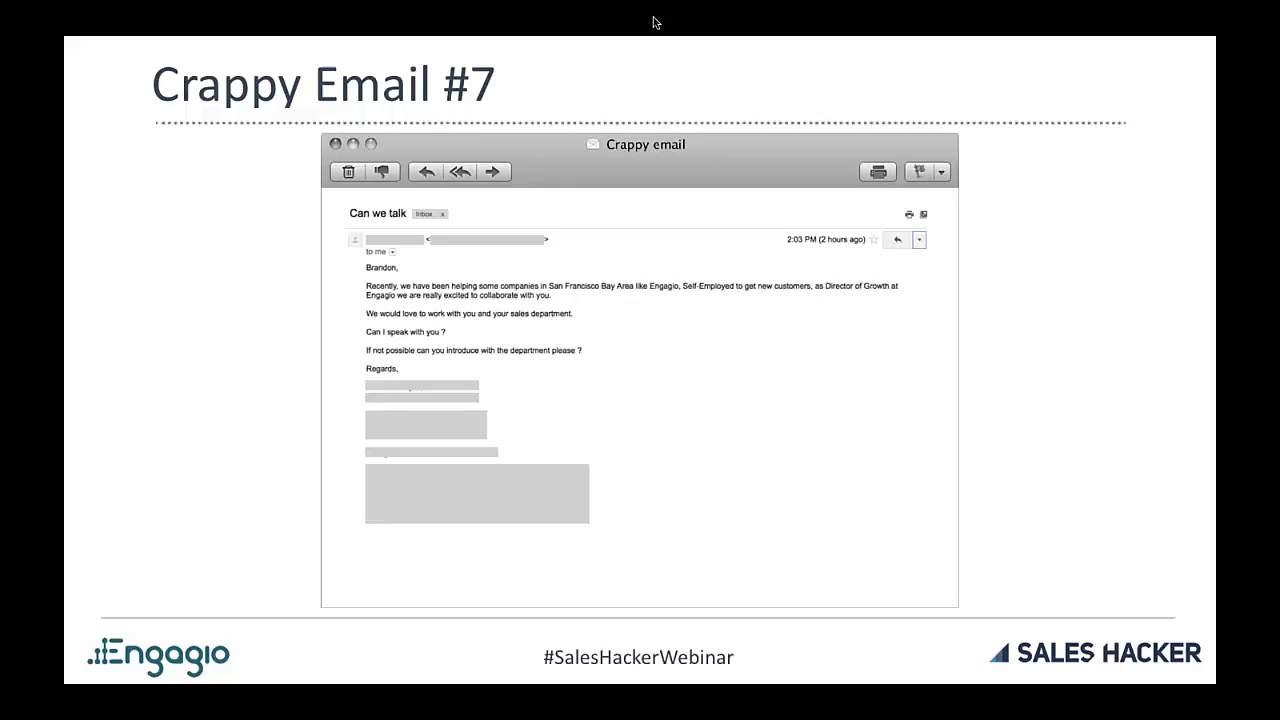 Crappy Email #7
Crappy email
Can we talk Inbox x
< >
2:03 PM (2 hours ago)
to me
Brandon,
Recently, we have been helping some companies in San Francisco Bay Area like Engagio, Self-Employed to get new customers, as Director of Growth at
Engagio we are really excited to collaborate with you.
We would love to work with you and your sales department.
Can I speak with you ?
If not possible can you introduce with the department please ?
Regards,
Engagio
#SalesHackerWebinar
SALES HACKER